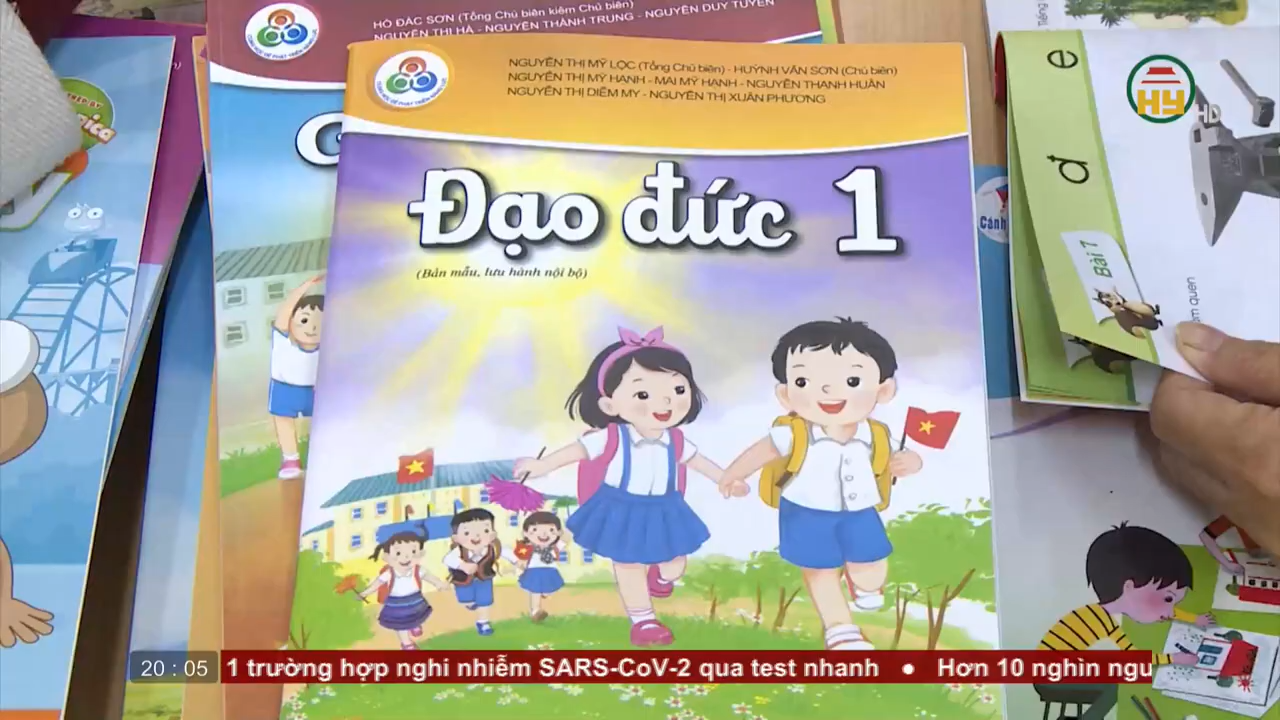 HỒ ĐẮC SƠN (Tổng Chủ biên kiêm Chủ biên)
NGUYỄN THỊ HÀ - NGUYỄN THÀNH TRUNG - NGUYỄN DUY TUYẾN
NGUYỄN THỊ MỸ LỘC (Tổng Chủ biên) - HUỲNH VĂN SƠN (Chủ biên)
NGUYỄN THỊ MỸ HẠNH - MAI MỸ HẠNH - NGUYỄN THANH HUÂN
NGUYỄN THỊ DIỄM MY - NGUYỄN THỊ XUÂN PHƯƠNG
Đạo đức 1
(Bản mẫu, lưu hành nội bộ)
G
đ e
Bài 7
Cánh
quen
HY
HD
20 : 05
1 trường hợp nghi nhiễm SARS-CoV-2 qua test nhanh ● Hơn 10 nghìn ngu